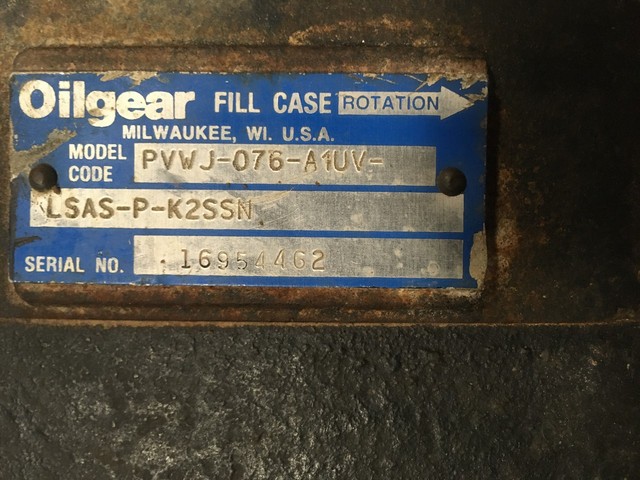 Oilgear FILL CASE ROTATION
MILWAUKEE, WI. U.S.A.
MODEL CODE PVWJ-076-A1UV-
LSAS-P-K2SSN
SERIAL NO. 16954462